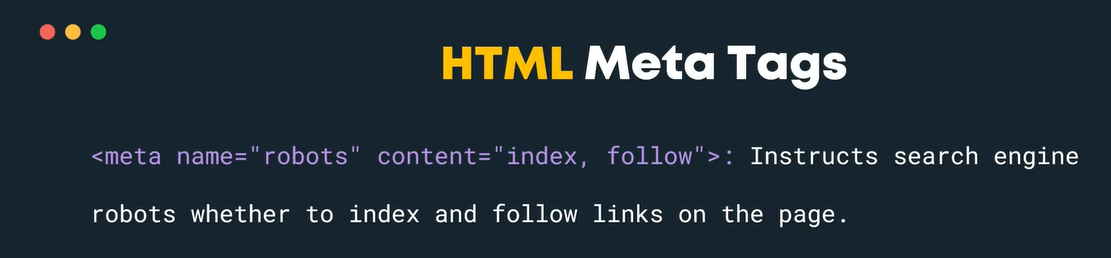 HTML Meta Tags
<meta name="robots" content="index, follow">: Instructs search engine
robots whether to index and follow links on the page.